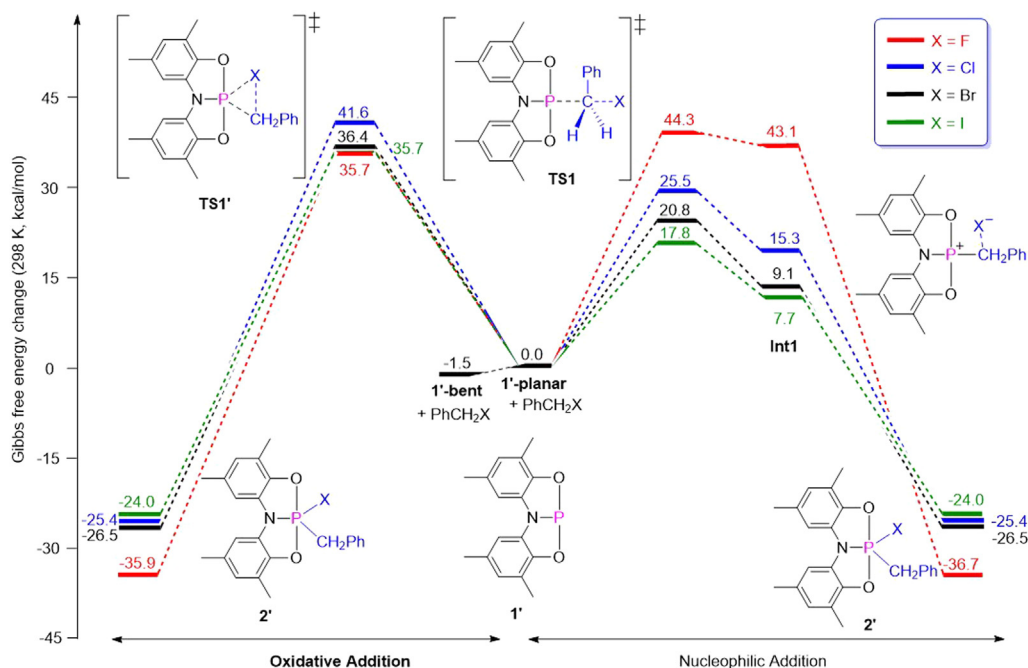 Gibbs free energy change (298 K, kcal/mol)
45
30
15
0
-15
-30
-45
‡
O
N
P
X
CH2Ph
O
TS1'
‡
Ph
O
N
P
C
X
O
H
H
TS1
X = F
X = Cl
X = Br
X = I
41.6
36.4
35.7
35.7
44.3
43.1
25.5
20.8
17.8
15.3
9.1
7.7
Int1
O
X−
N
P+
CH2Ph
O
-1.5
0.0
1'-bent
1'-planar
+ PhCH2X
+ PhCH2X
-24.0
-25.4
-26.5
-35.9
O
X
N
P
CH2Ph
O
2'
O
N
P
O
1'
O
X
N
P
CH2Ph
O
2'
-24.0
-25.4
-26.5
-36.7
Oxidative Addition
Nucleophilic Addition